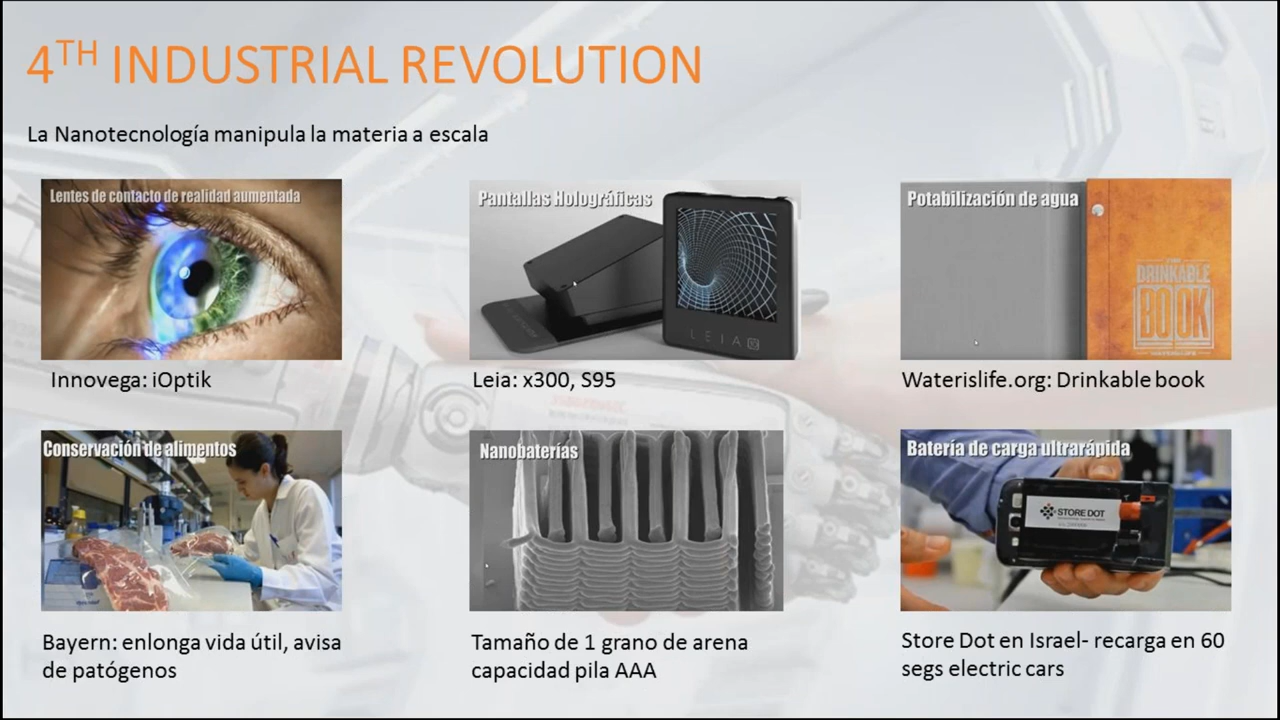 4TH INDUSTRIAL REVOLUTION
La Nanotecnología manipula la materia a escala
Lentes de contacto de realidad aumentada
Innovega: iOptik
Pantallas Holográficas
LEIA
Leia: x300, S95
Potabilización de agua
THE
DRINKABLE
BOOK
WATERISLIFE
Waterislife.org: Drinkable book
Conservación de alimentos
Bayern: enlonga vida útil, avisa
de patógenos
Nanobaterías
Tamaño de 1 grano de arena
capacidad pila AAA
Batería de carga ultrarápida
STORE DOT
Store Dot en Israel- recarga en 60
segs electric cars